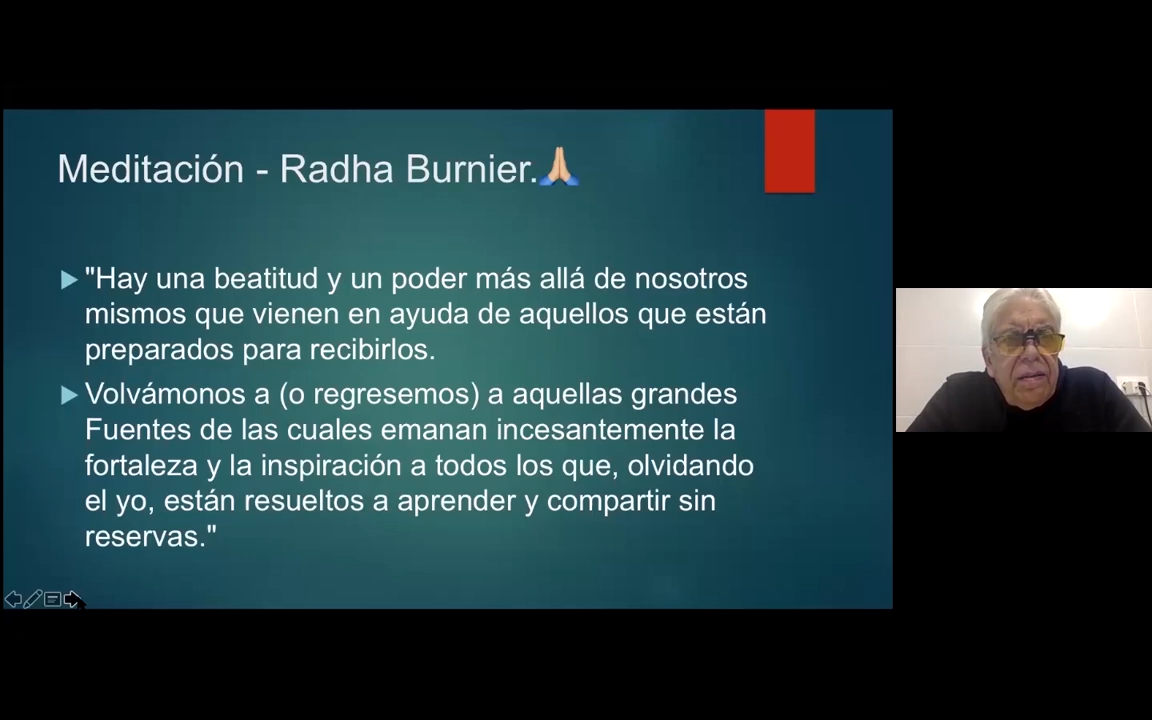 Meditación - Radha Burnier.🙏
"Hay una beatitud y un poder más allá de nosotros
mismos que vienen en ayuda de aquellos que están
preparados para recibirlos.
Volvámonos a (o regresemos) a aquellas grandes
Fuentes de las cuales emanan incesantemente la
fortaleza y la inspiración a todos los que, olvidando
el yo, están resueltos a aprender y compartir sin
reservas."